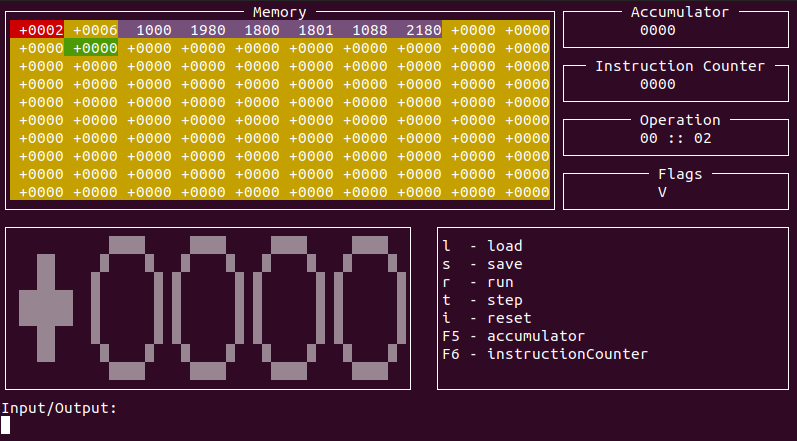 Memory
+0002 +0006 1000 1980 1800 1801 1088 2180 +0000 +0000
+0000 +0000 +0000 +0000 +0000 +0000 +0000 +0000 +0000 +0000
+0000 +0000 +0000 +0000 +0000 +0000 +0000 +0000 +0000 +0000
+0000 +0000 +0000 +0000 +0000 +0000 +0000 +0000 +0000 +0000
+0000 +0000 +0000 +0000 +0000 +0000 +0000 +0000 +0000 +0000
+0000 +0000 +0000 +0000 +0000 +0000 +0000 +0000 +0000 +0000
+0000 +0000 +0000 +0000 +0000 +0000 +0000 +0000 +0000 +0000
+0000 +0000 +0000 +0000 +0000 +0000 +0000 +0000 +0000 +0000
+0000 +0000 +0000 +0000 +0000 +0000 +0000 +0000 +0000 +0000
+0000 +0000 +0000 +0000 +0000 +0000 +0000 +0000 +0000 +0000
Accumulator
0000
Instruction Counter
0000
Operation
00 :: 02
Flags
V
+0000
l - load
s - save
r - run
t - step
i - reset
F5 - accumulator
F6 - instructionCounter
Input/Output: